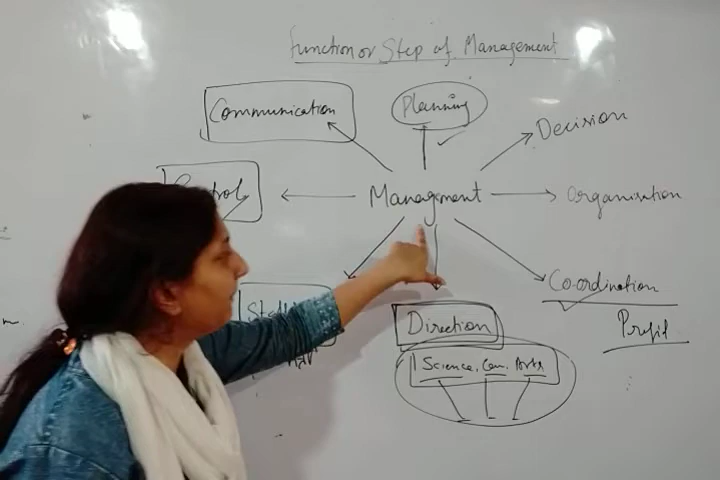 Function or Step of Management
Communication
Planning
Decision
Control
Management
Organisation
Co-ordination
Direction
Profit
Science, Com, Arts